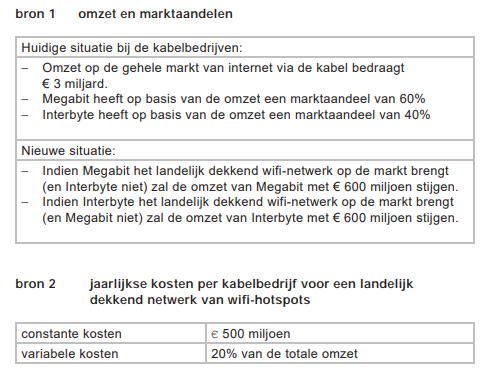 bron 1 omzet en marktaandelen
Huidige situatie bij de kabelbedrijven:
– Omzet op de gehele markt van internet via de kabel bedraagt
€ 3 miljard.
– Megabit heeft op basis van de omzet een marktaandeel van 60%
– Interbyte heeft op basis van de omzet een marktaandeel van 40%
Nieuwe situatie:
– Indien Megabit het landelijk dekkend wifi-netwerk op de markt brengt
(en Interbyte niet) zal de omzet van Megabit met € 600 miljoen stijgen.
– Indien Interbyte het landelijk dekkend wifi-netwerk op de markt brengt
(en Megabit niet) zal de omzet van Interbyte met € 600 miljoen stijgen.
bron 2 jaarlijkse kosten per kabelbedrijf voor een landelijk
dekkend netwerk van wifi-hotspots
constante kosten € 500 miljoen
variabele kosten 20% van de totale omzet